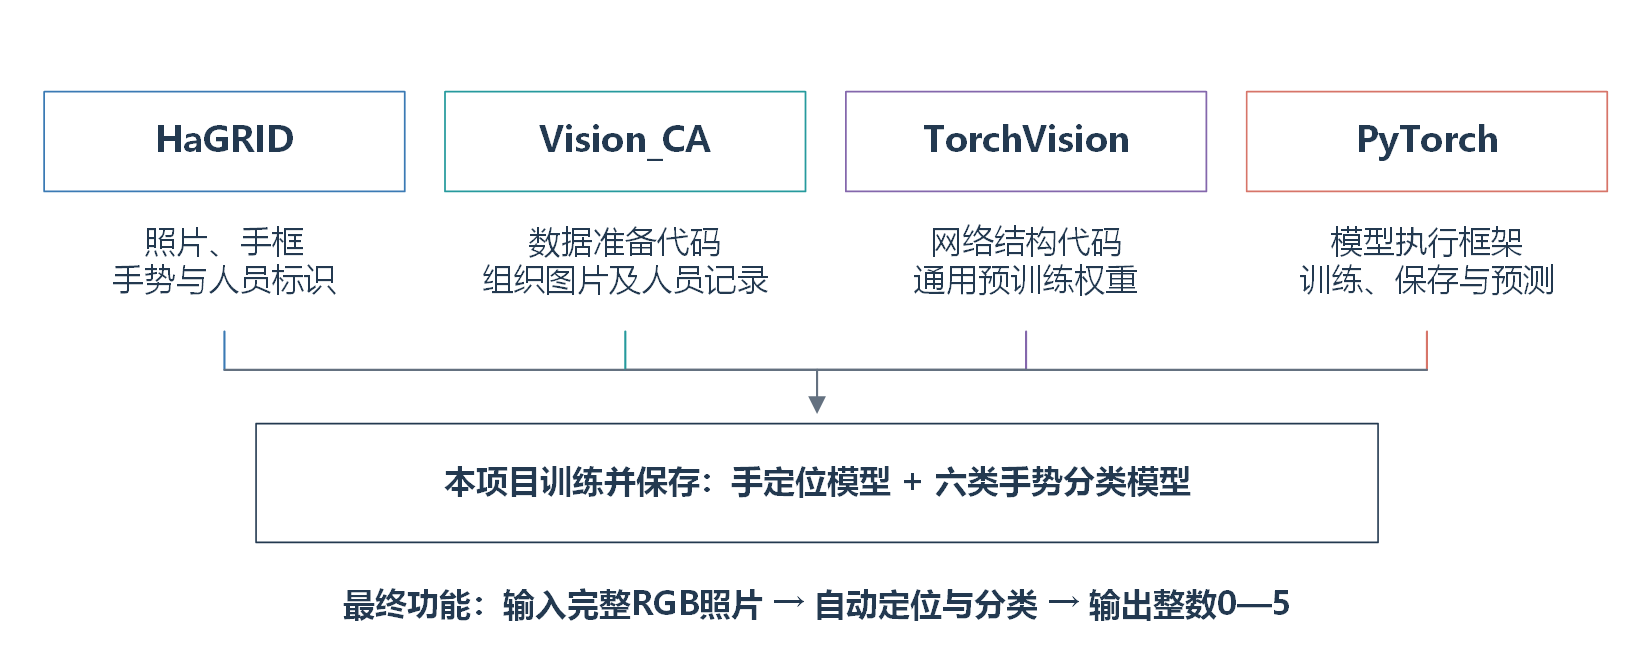 HaGRID
Vision_CA
TorchVision
PyTorch
照片、手框
手势与人员标识
数据准备代码
组织图片及人员记录
网络结构代码
通用预训练权重
模型执行框架
训练、保存与预测
本项目训练并保存：手定位模型 + 六类手势分类模型
最终功能：输入完整RGB照片 → 自动定位与分类 → 输出整数0—5